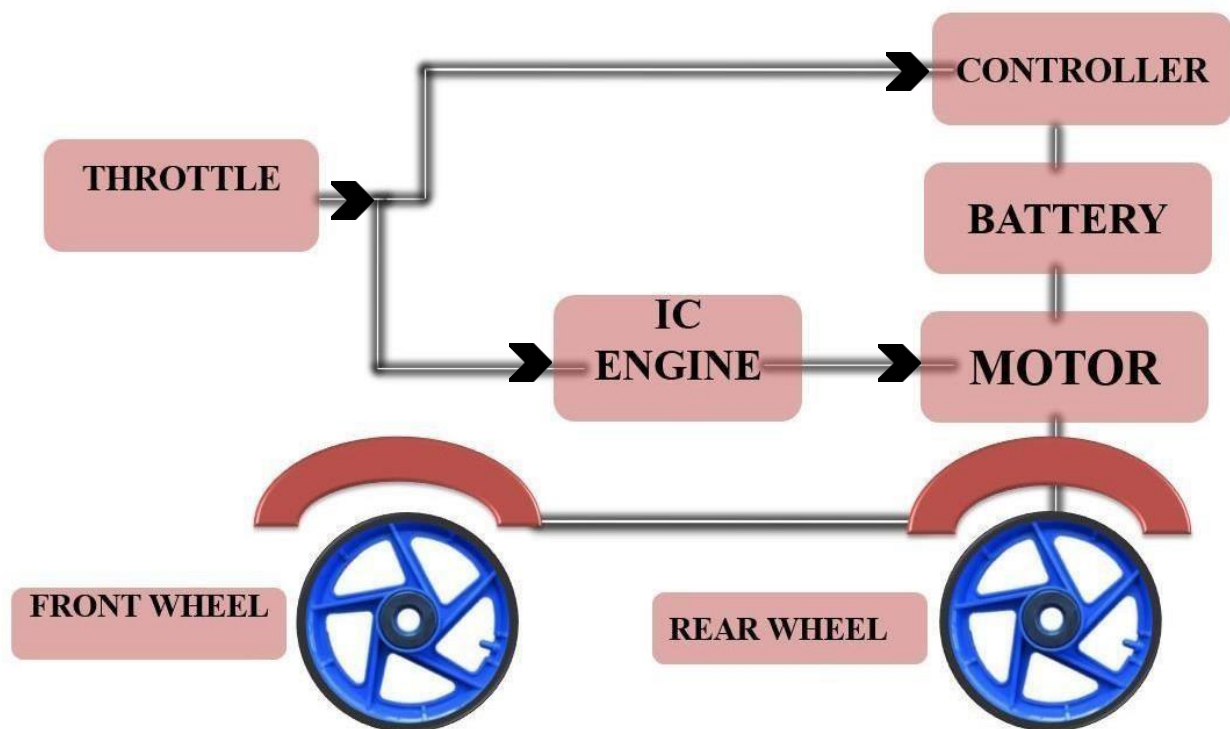 CONTROLLER
THROTTLE
BATTERY
IC
ENGINE
MOTOR
FRONT WHEEL
REAR WHEEL